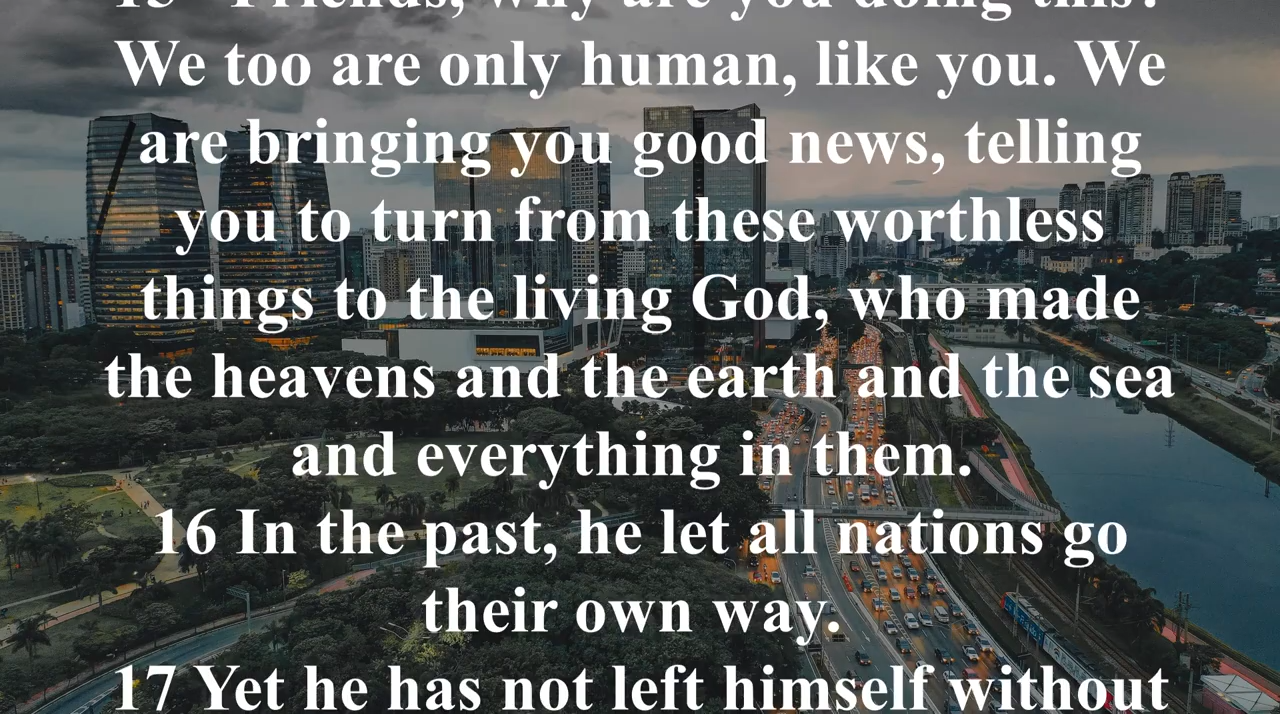 15 "Friends, why are you doing this?
We too are only human, like you. We
are bringing you good news, telling
you to turn from these worthless
things to the living God, who made
the heavens and the earth and the sea
and everything in them.
16 In the past, he let all nations go
their own way.
17 Yet he has not left himself without